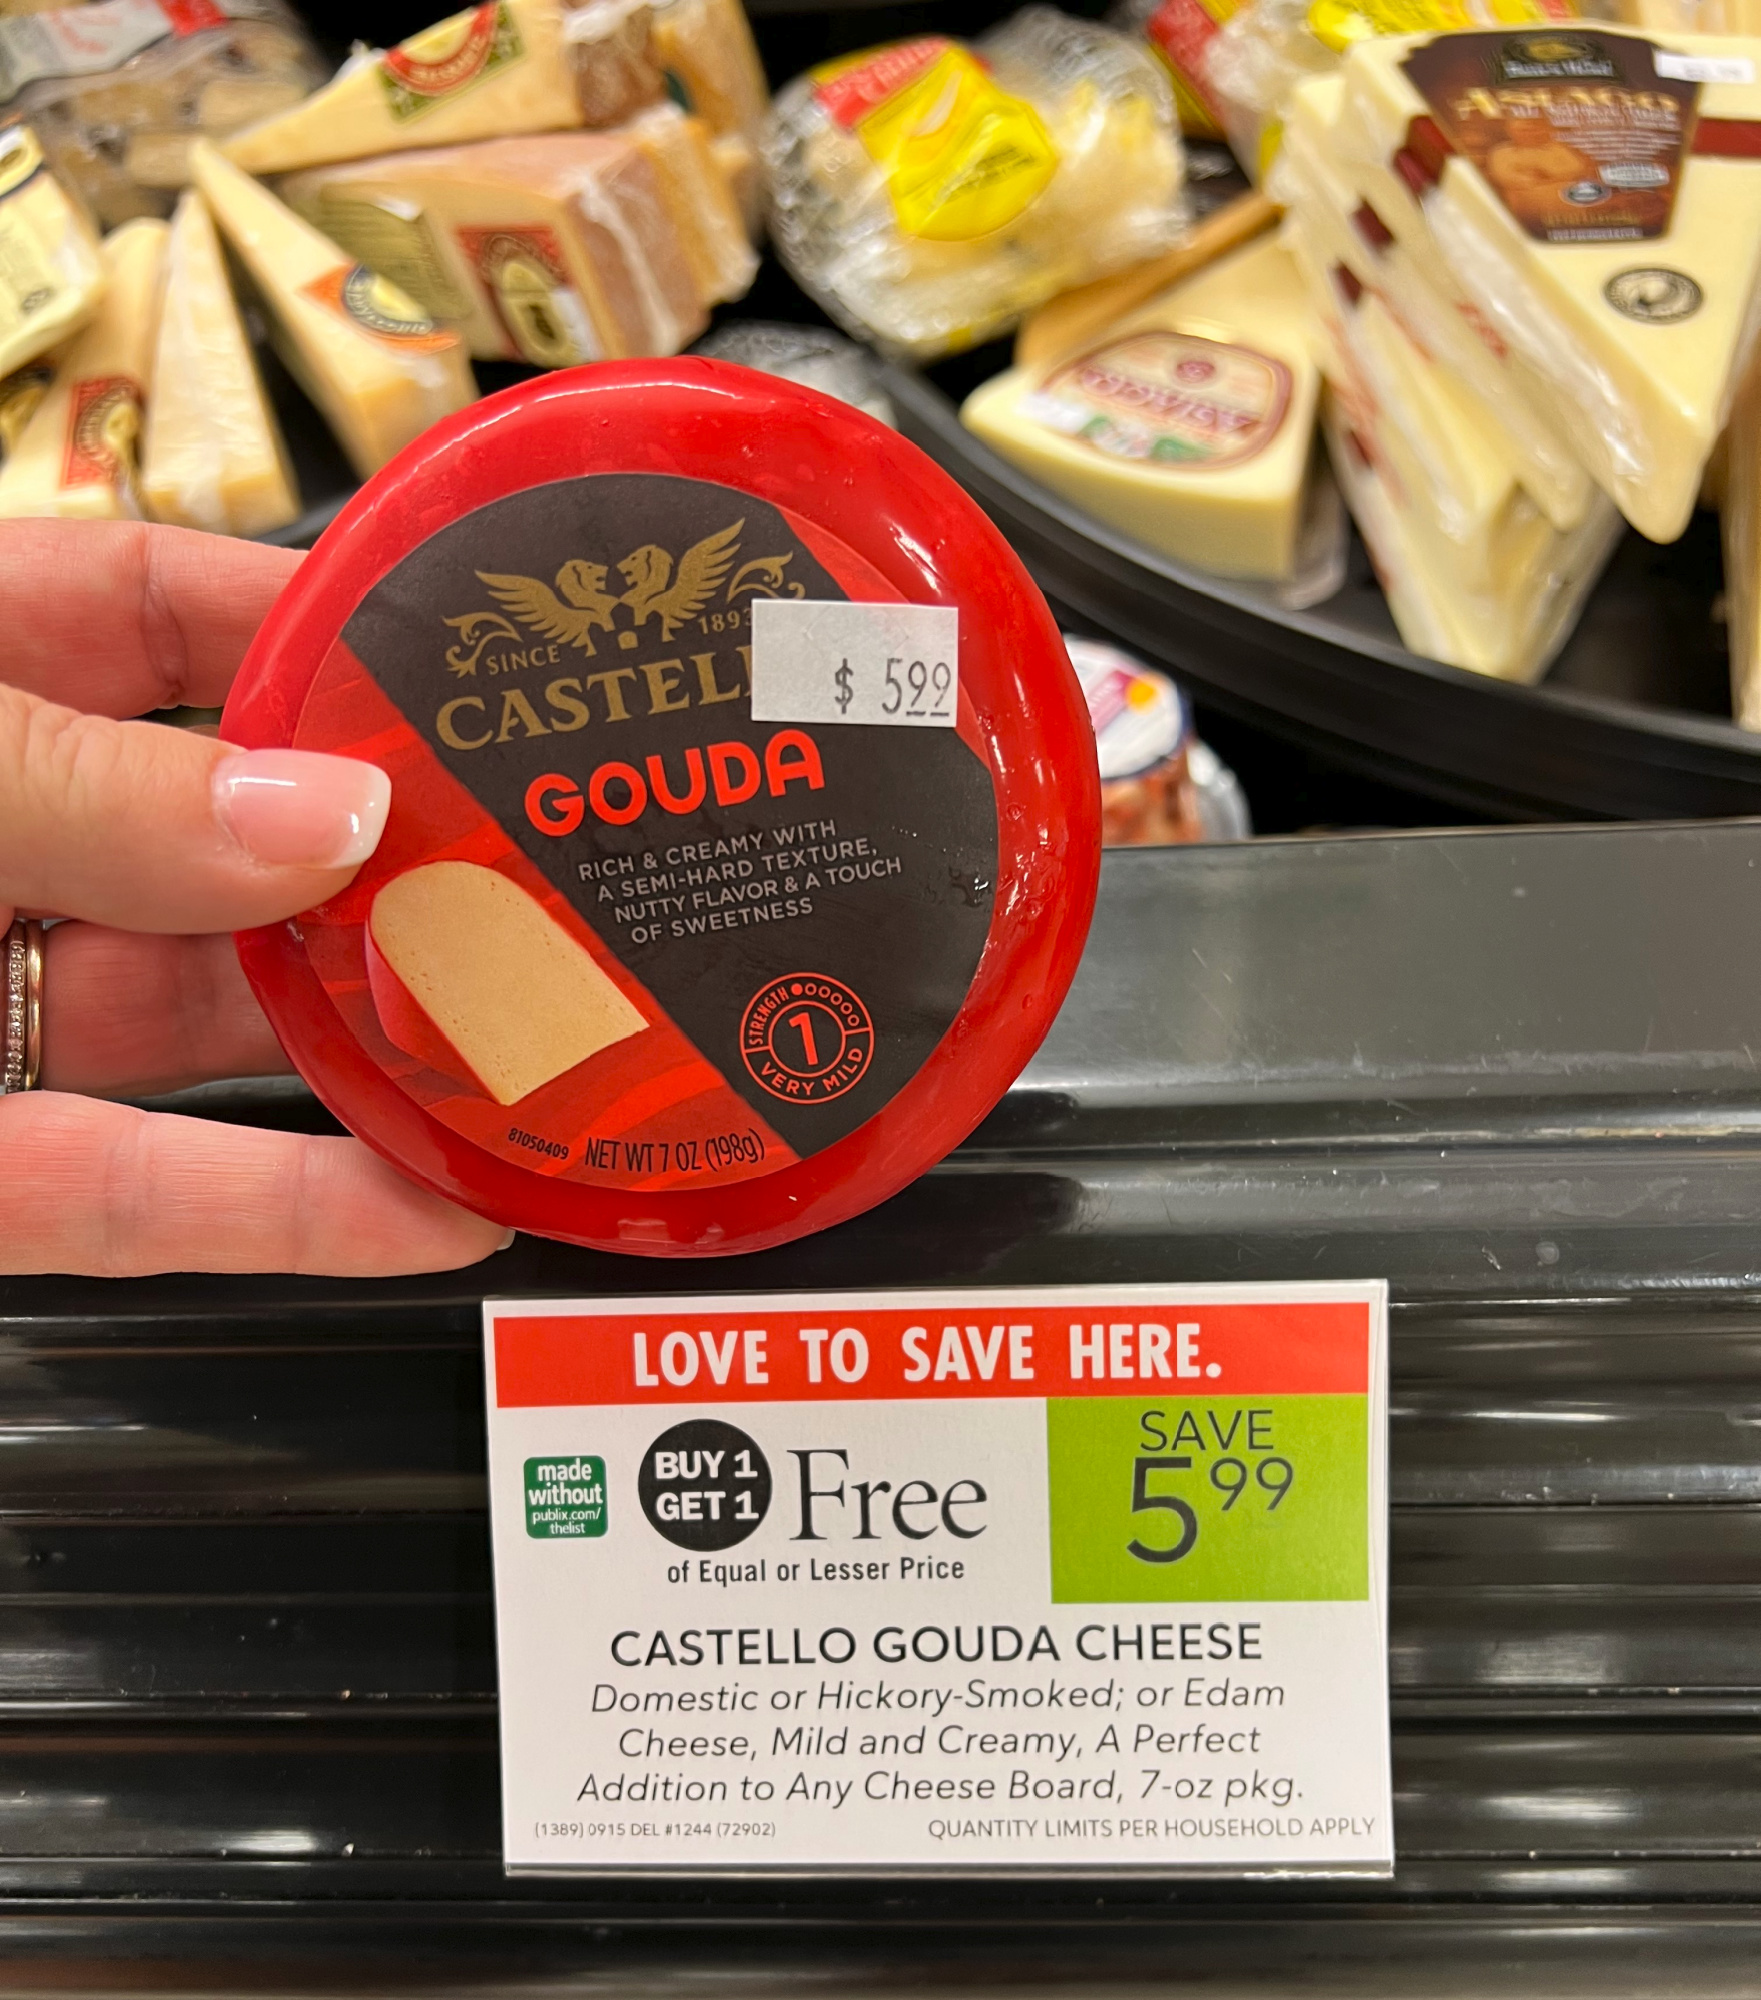 ASIAGO
SINCE 1893
CASTELL
$ 5.99
GOUDA
RICH & CREAMY WITH
A SEMI-HARD TEXTURE,
NUTTY FLAVOR & A TOUCH
OF SWEETNESS
STRENGTH
1
VERY MILD
81050409 NET WT 7 OZ (198g)
LOVE TO SAVE HERE.
made
without
publix.com/
thelist
BUY 1
GET 1
Free
of Equal or Lesser Price
SAVE
5 99
CASTELLO GOUDA CHEESE
Domestic or Hickory-Smoked; or Edam
Cheese, Mild and Creamy, A Perfect
Addition to Any Cheese Board, 7-oz pkg.
(1389) 0915 DEL #1244 (72902)
QUANTITY LIMITS PER HOUSEHOLD APPLY